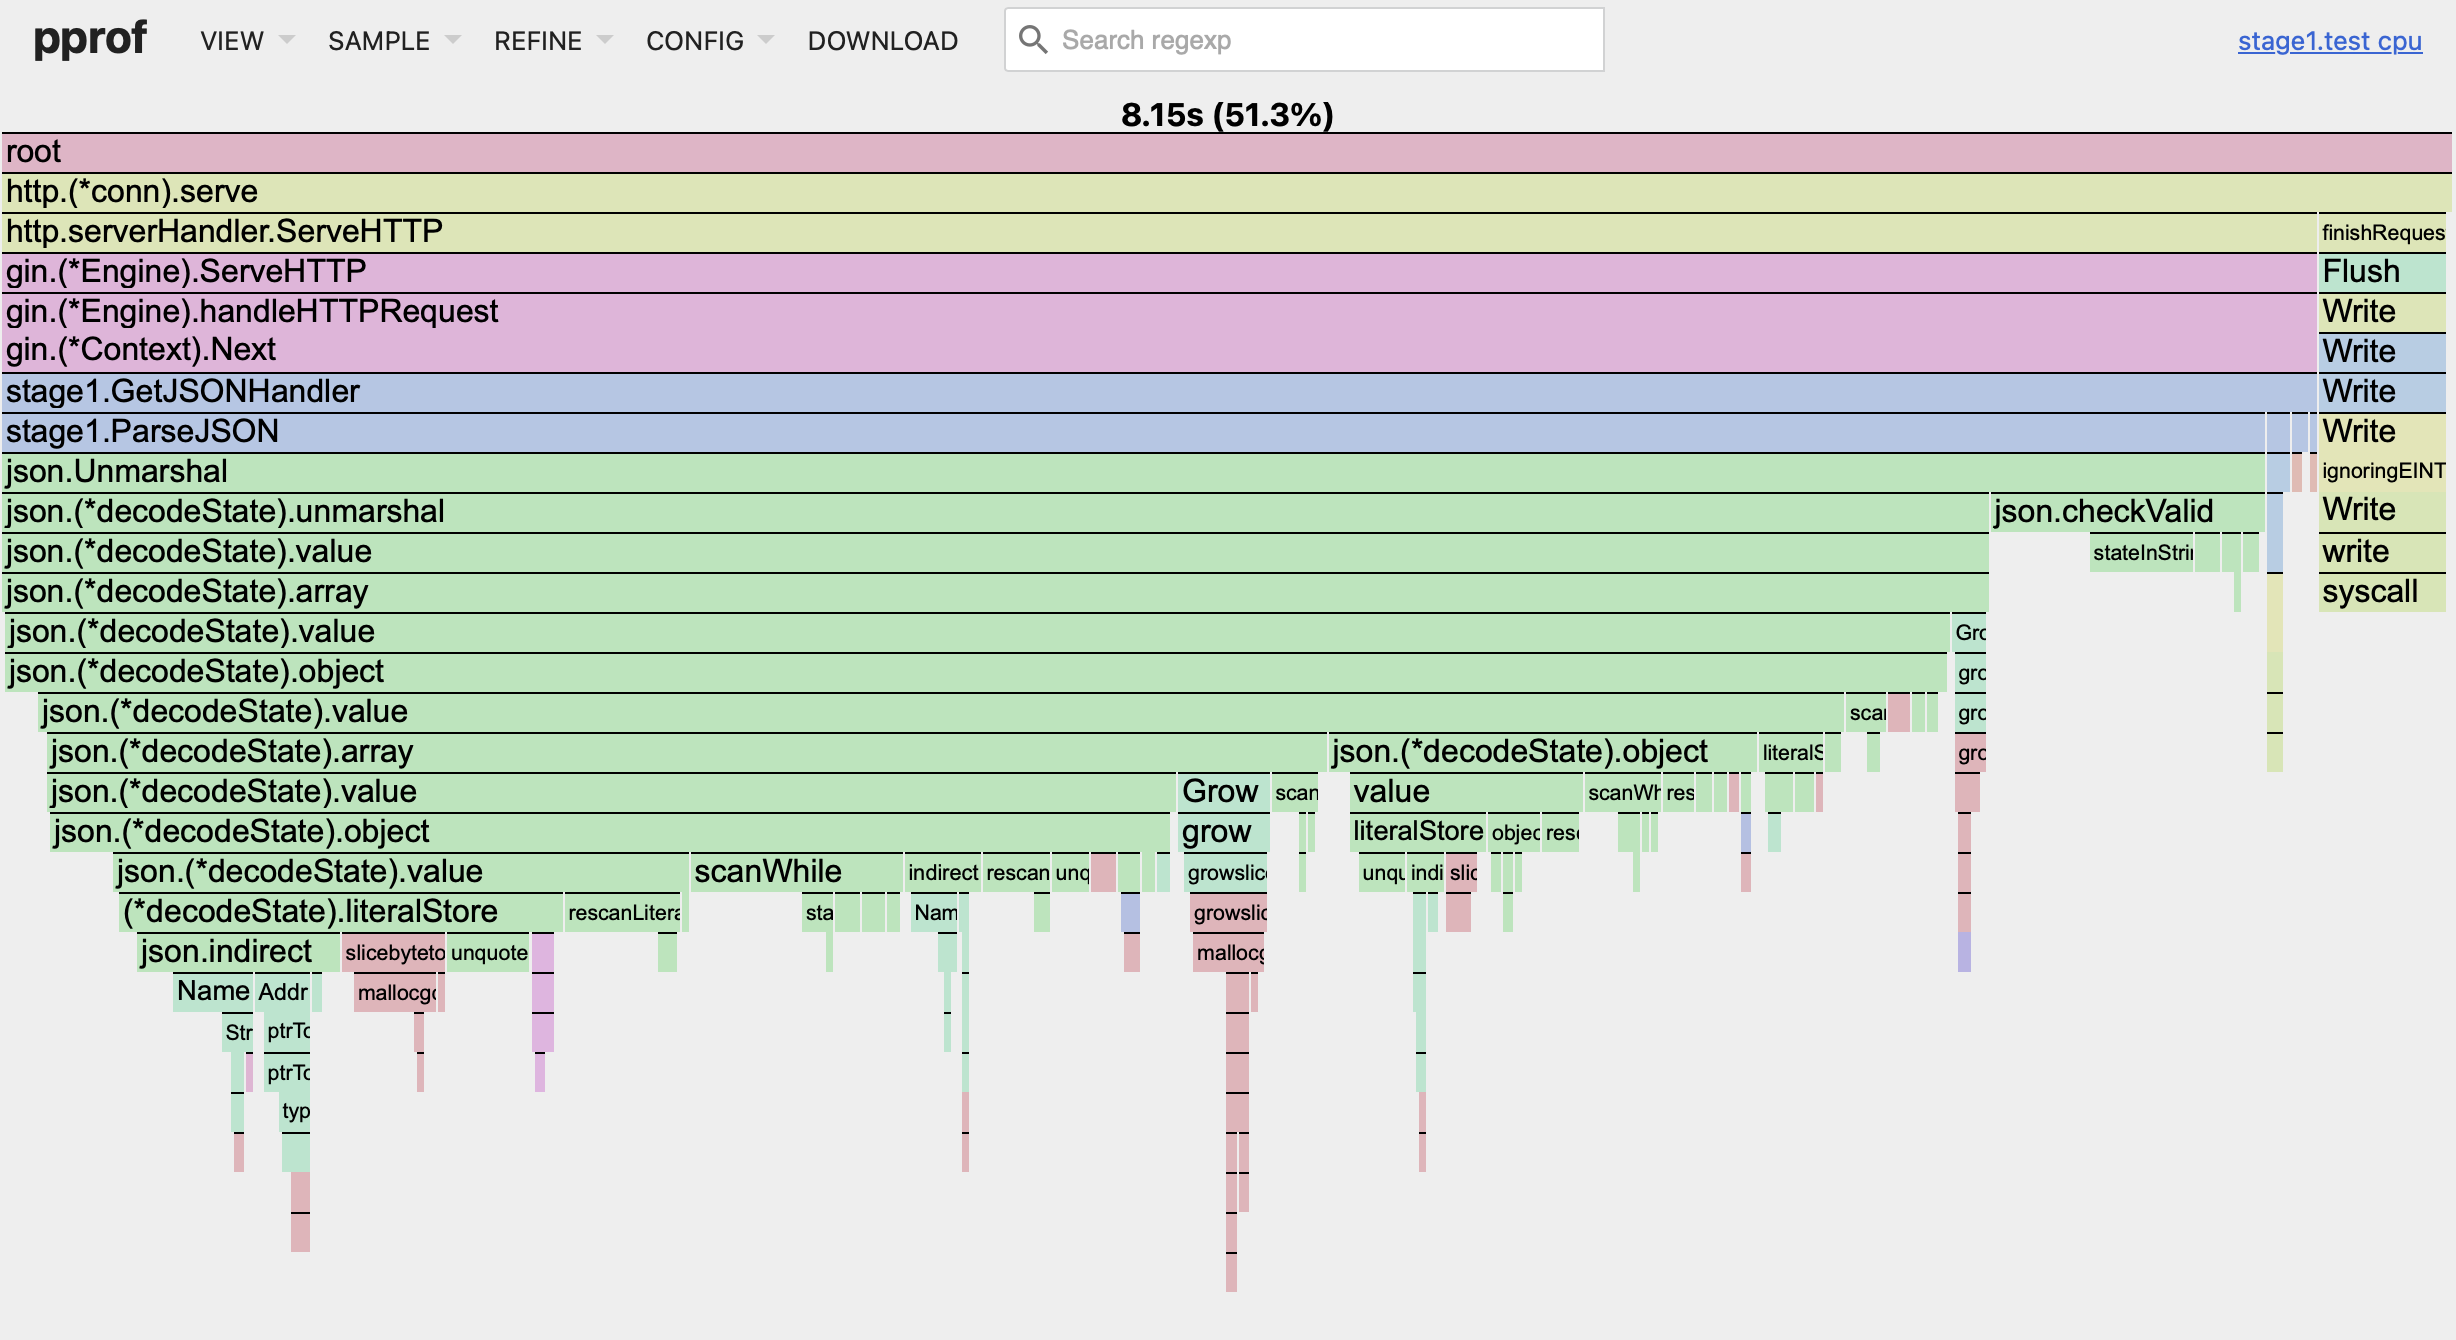 pprof VIEW SAMPLE REFINE CONFIG DOWNLOAD Search regexp stage1.test cpu
8.15s (51.3%)
root
http.(*conn).serve
http.serverHandler.ServeHTTP finishReques
gin.(*Engine).ServeHTTP Flush
gin.(*Engine).handleHTTPRequest Write
gin.(*Context).Next Write
stage1.GetJSONHandler Write
stage1.ParseJSON Write
json.Unmarshal ignoringEINT
json.(*decodeState).unmarshal json.checkValid Write
json.(*decodeState).value stateInStri write
json.(*decodeState).array syscall
json.(*decodeState).value Gro
json.(*decodeState).object gro
json.(*decodeState).value scan gro
json.(*decodeState).array json.(*decodeState).object literalS gro
json.(*decodeState).value Grow scan value scanWh res
json.(*decodeState).object grow literalStore objec resc
json.(*decodeState).value scanWhile indirect rescan unq growslice unqu indi slic
(*decodeState).literalStore rescanLitera sta Nam growslic
json.indirect slicebyteto unquote mallocg
Name Addr mallocgc
Str ptrTo
ptrTo
typ